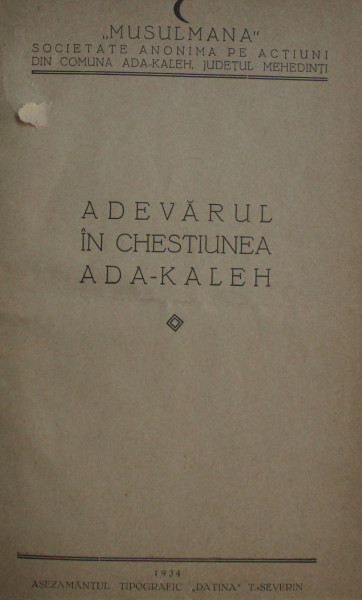 „MUSULMANA"
SOCIETATE ANONIMA PE ACȚIUNI
DIN COMUNA ADA-KALEH, JUDEȚUL MEHEDINȚI
ADEVĂRUL
ÎN CHESTIUNEA
ADA-KALEH
1934
AȘEZĂMÂNTUL TIPOGRAFIC „DATINA" T.-SEVERIN